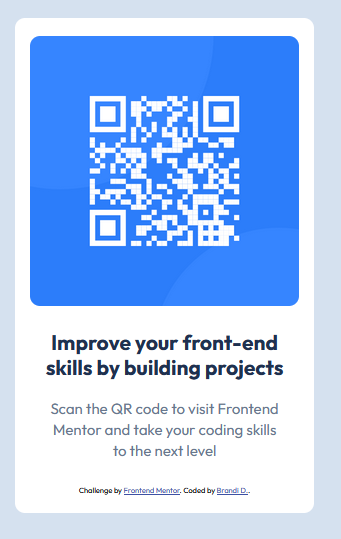 Improve your front-end
skills by building projects
Scan the QR code to visit Frontend
Mentor and take your coding skills
to the next level
Challenge by Frontend Mentor. Coded by Brandi D..